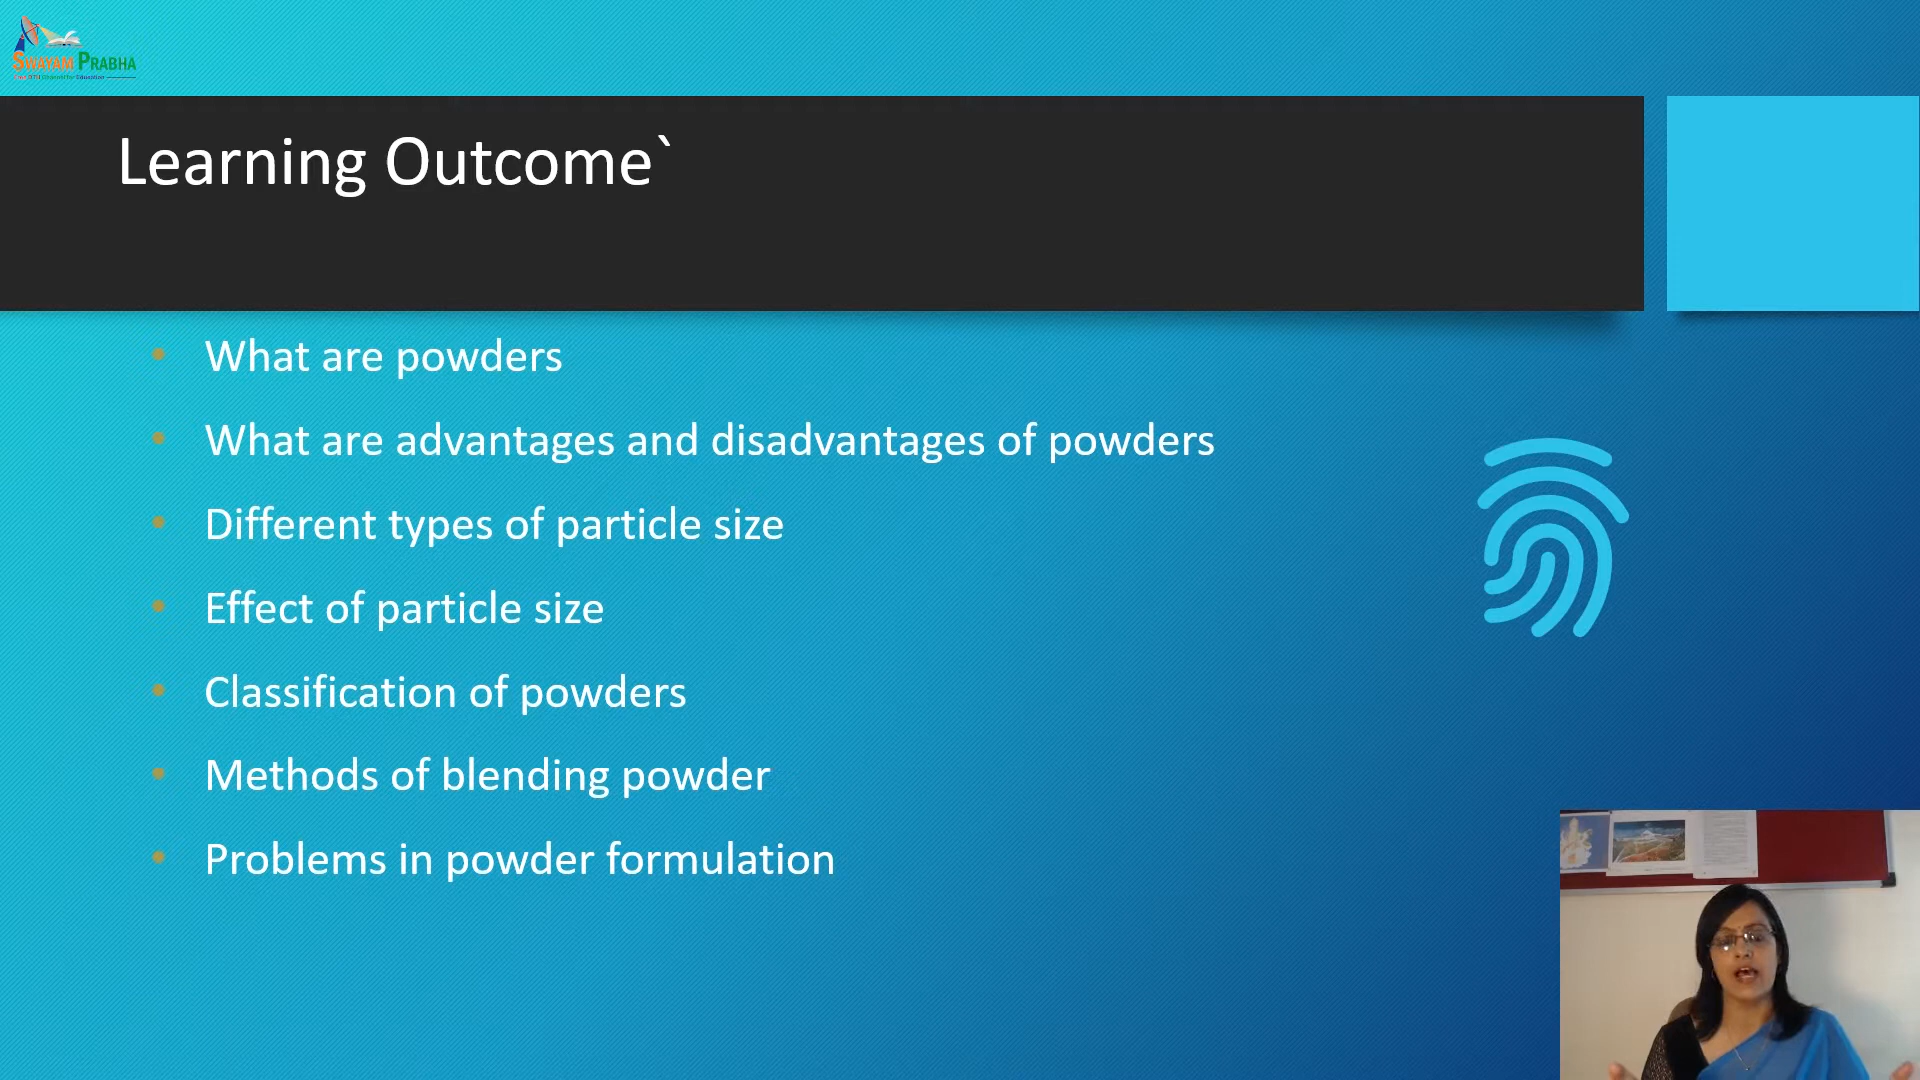 SWAYAM PRABHA
Learning Outcome`
• What are powders
• What are advantages and disadvantages of powders
• Different types of particle size
• Effect of particle size
• Classification of powders
• Methods of blending powder
• Problems in powder formulation